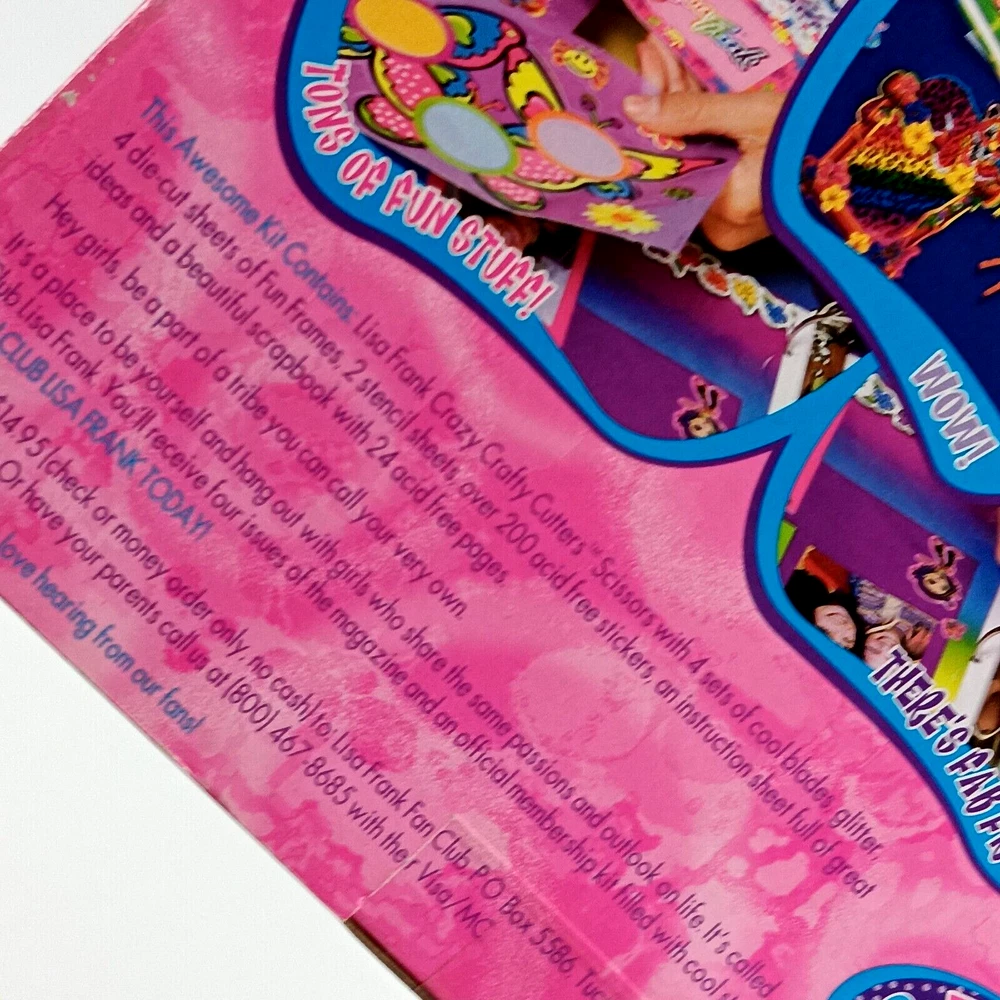 TONS OF FUN STUFF!
WOW!
THERE'S FAB
This Awesome Kit Contains: Lisa Frank Crazy Crafty Cutters™ Scissors with 4 sets of cool blades, glitter,
4 die-cut sheets of Fun Frames, 2 stencil sheets, over 200 acid free stickers, an instruction sheet full of great
ideas and a beautiful scrapbook with 24 acid free pages.
Hey girls, be a part of a tribe you can call your very own.
It's a place to be yourself and hang out with girls who share the same passions and outlook on life. It's called
Lisa Frank. You'll receive four issues of the magazine and an official membership kit filled with cool
CLUB LISA FRANK TODAY!
$14.95 (check or money order only, no cash) to: Lisa Frank Fan Club, P.O. Box 5586,
Or have your parents call us at (800) 467-8685 with their Visa/MC
love hearing from our fans!